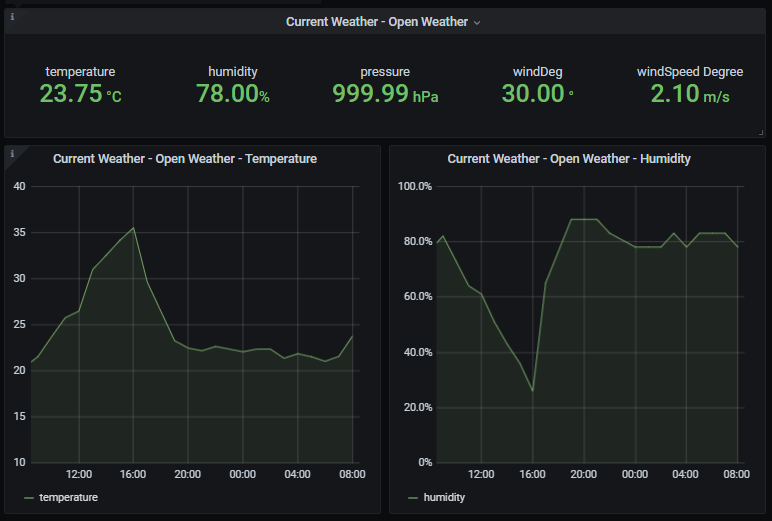 Current Weather - Open Weather
temperature humidity pressure windDeg windSpeed Degree
23.75 °C 78.00% 999.99 hPa 30.00 ° 2.10 m/s
Current Weather - Open Weather - Temperature
40
35
30
25
20
15
10
12:00 16:00 20:00 00:00 04:00 08:00
temperature
Current Weather - Open Weather - Humidity
100.0%
80.0%
60.0%
40.0%
20.0%
0%
12:00 16:00 20:00 00:00 04:00 08:00
humidity